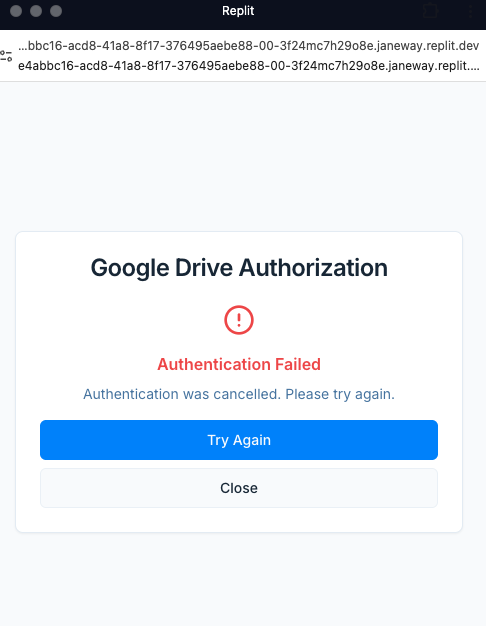 Replit
...bbc16-acd8-41a8-8f17-376495aebe88-00-3f24mc7h29o8e.janeway.replit.dev
e4abbc16-acd8-41a8-8f17-376495aebe88-00-3f24mc7h29o8e.janeway.replit....
Google Drive Authorization
Authentication Failed
Authentication was cancelled. Please try again.
Try Again
Close